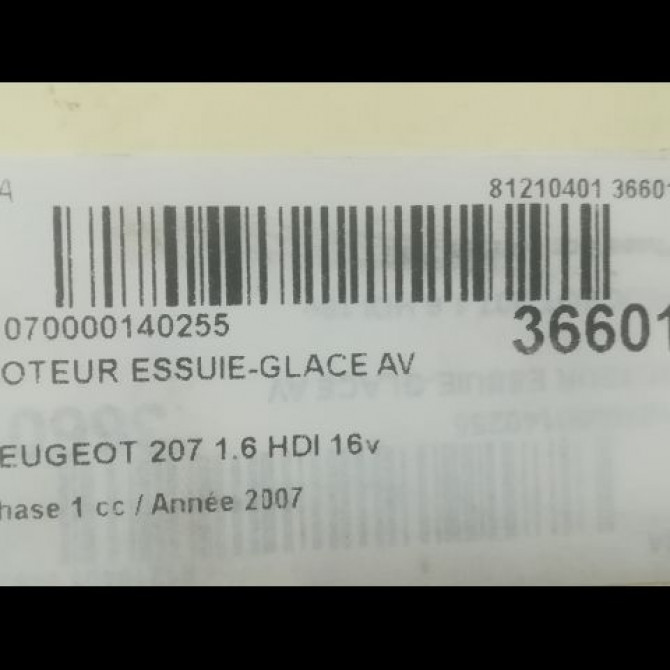 4 81210401 36601
070000140255 36601
OTEUR ESSUIE-GLACE AV
EUGEOT 207 1.6 HDI 16v
hase 1 cc / Année 2007